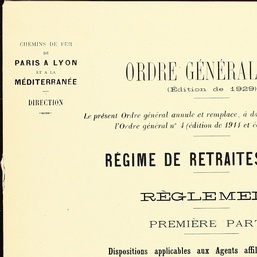 CHEMINS DE FER
DE
PARIS A LYON
ET A LA
MÉDITERRANÉE
DIRECTION
ORDRE GÉNÉRAL
(Édition de 1929)
Le présent Ordre général annule et remplace, à
l'Ordre général n° 4 (édition de 1911 et
RÉGIME DE RETRAITES
RÈGLEME
PREMIÈRE PART
Dispositions applicables aux Agents affil